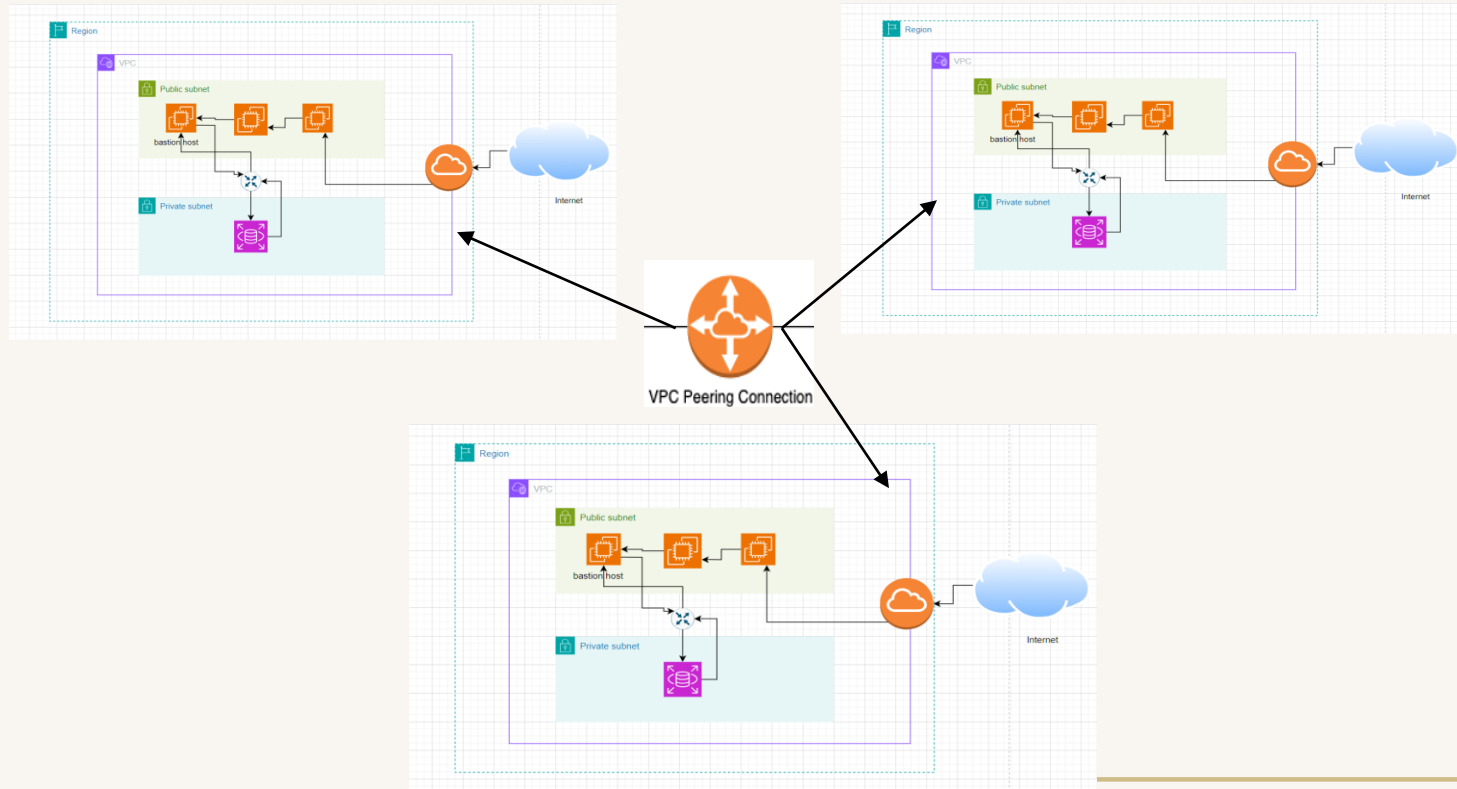 Region
VPC
Public subnet
bastion host
Private subnet
Internet
Region
VPC
Public subnet
bastion host
Private subnet
Internet
VPC Peering Connection
Region
VPC
Public subnet
bastion host
Private subnet
Internet